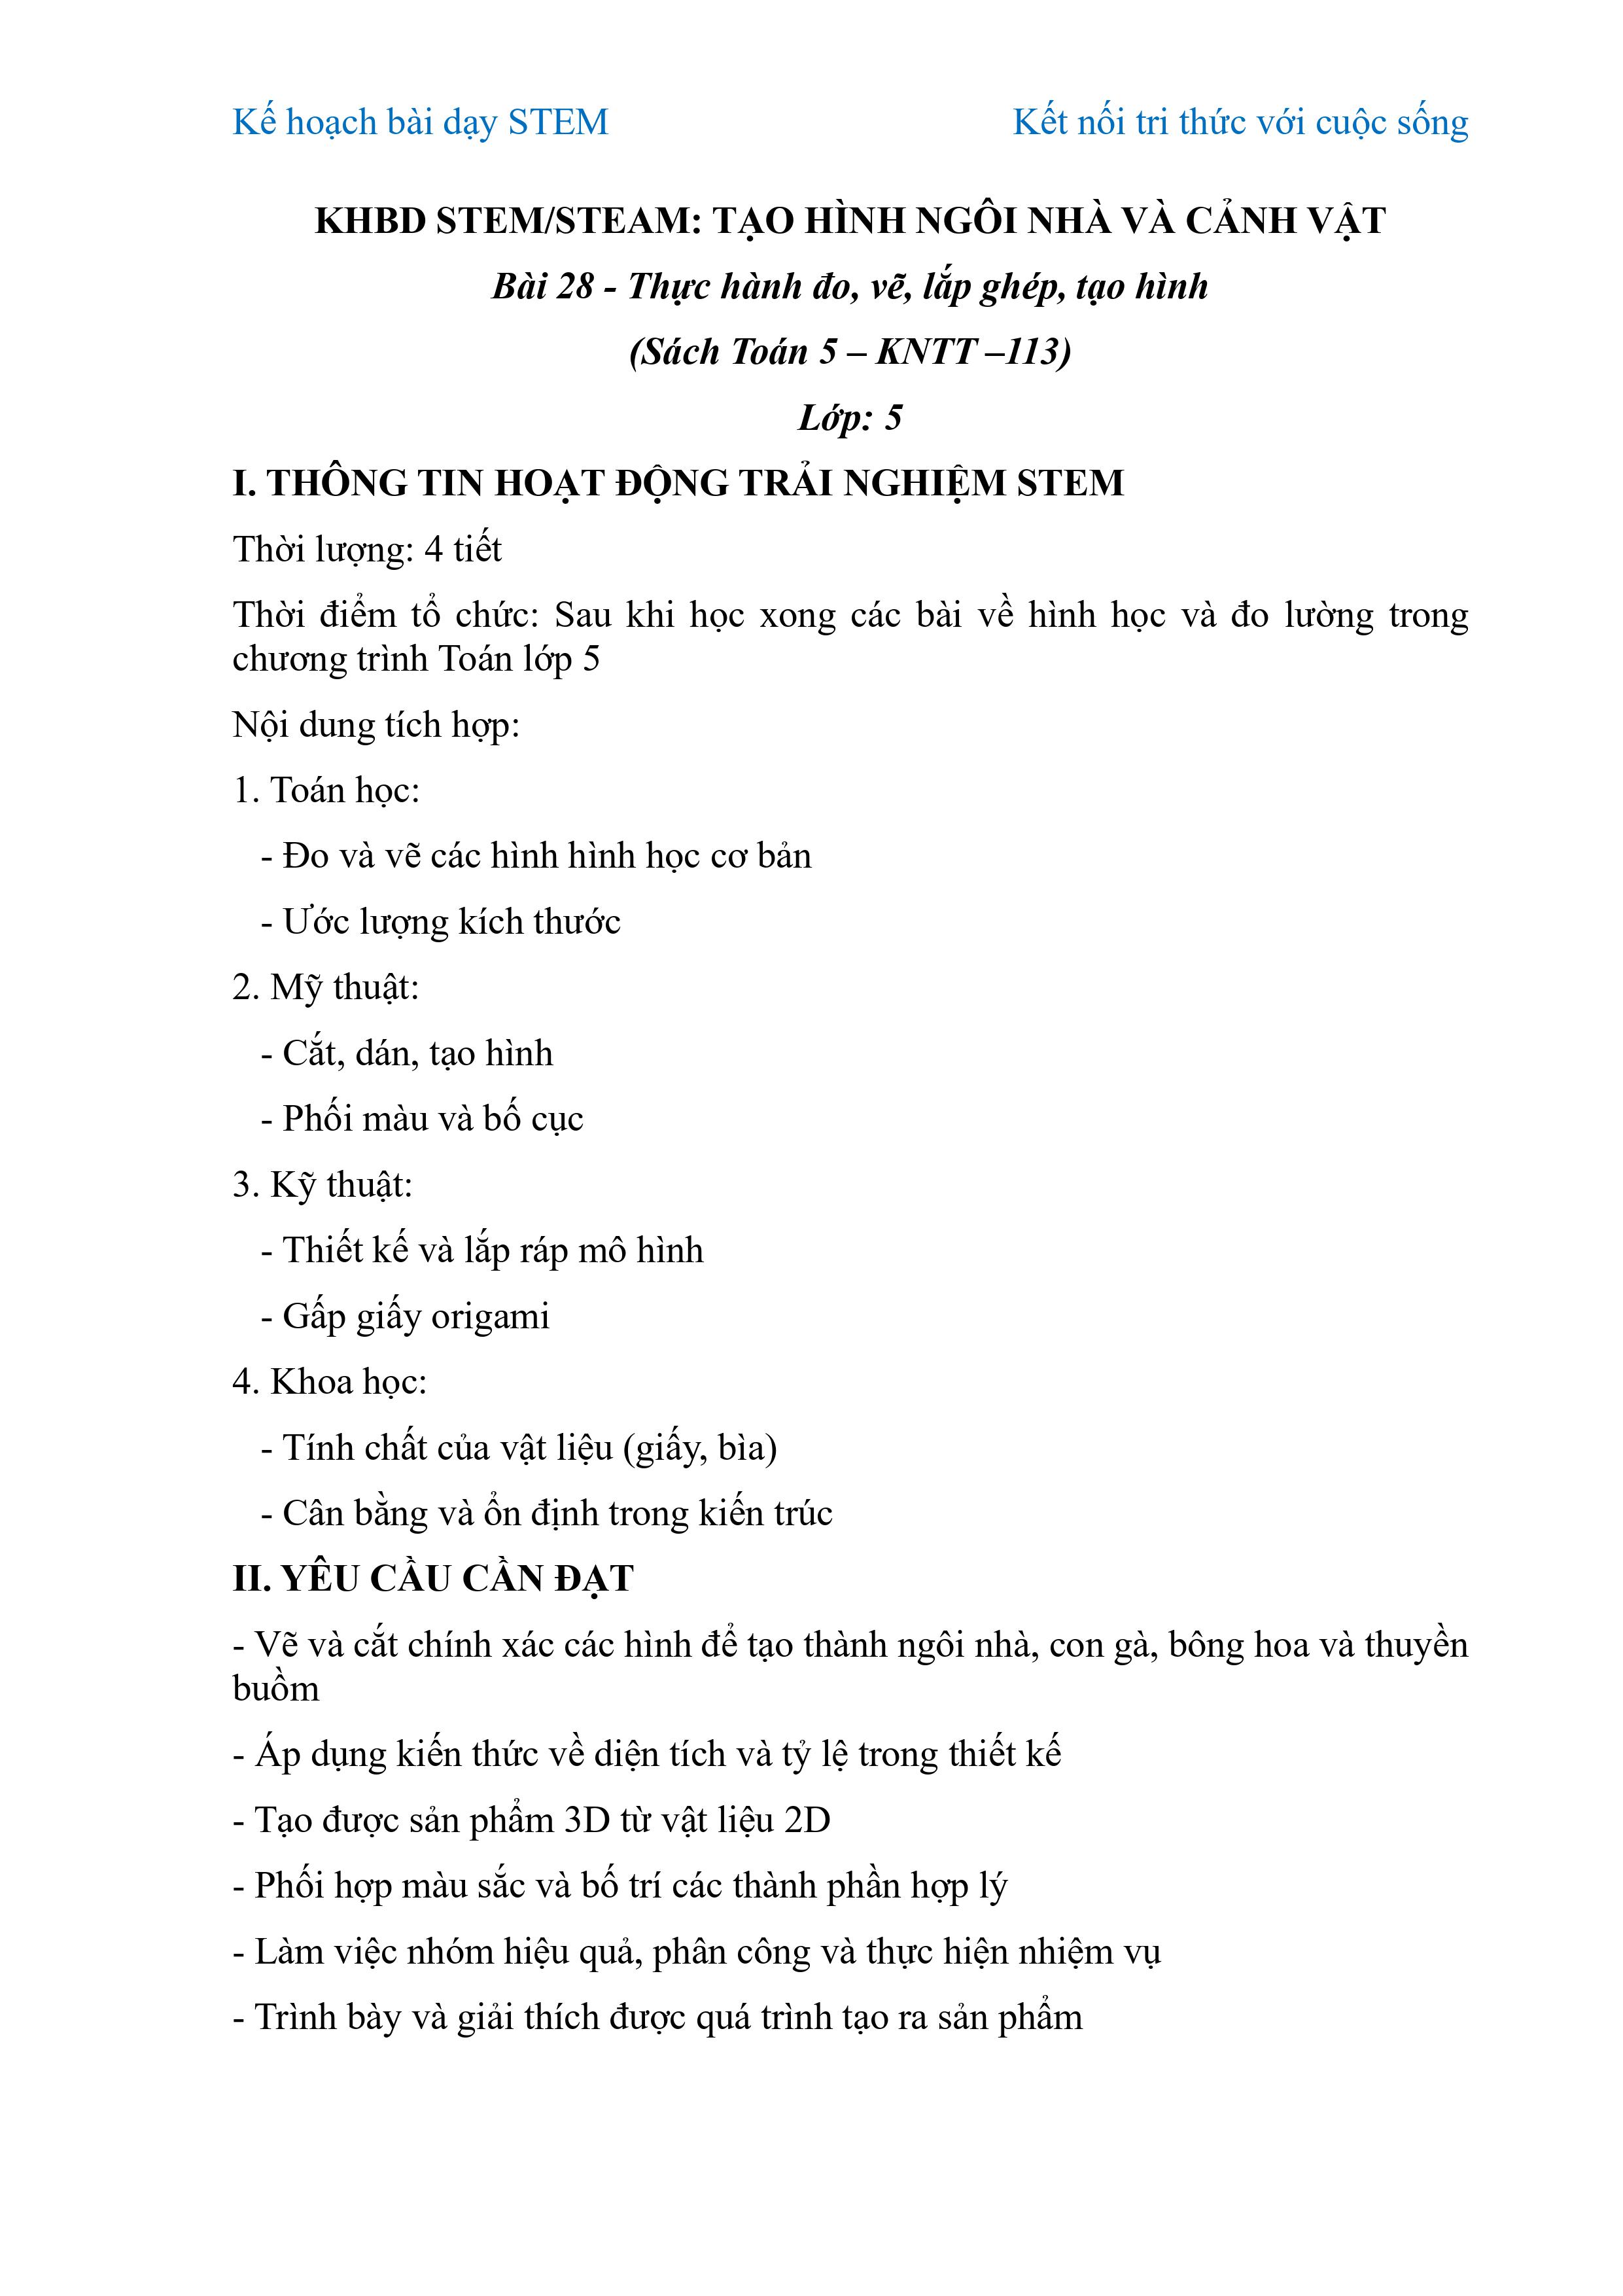 Kế hoạch bài dạy STEM
Kết nối tri thức với cuộc sống
KHBD STEM/STEAM: TẠO HÌNH NGÔI NHÀ VÀ CẢNH VẬT
Bài 28 - Thực hành đo, vẽ, lắp ghép, tạo hình
(Sách Toán 5 – KNTT –113)
Lớp: 5
I. THÔNG TIN HOẠT ĐỘNG TRẢI NGHIỆM STEM
Thời lượng: 4 tiết
Thời điểm tổ chức: Sau khi học xong các bài về hình học và đo lường trong
chương trình Toán lớp 5
Nội dung tích hợp:
1. Toán học:
- Đo và vẽ các hình hình học cơ bản
- Ước lượng kích thước
2. Mỹ thuật:
- Cắt, dán, tạo hình
- Phối màu và bố cục
3. Kỹ thuật:
- Thiết kế và lắp ráp mô hình
- Gấp giấy origami
4. Khoa học:
- Tính chất của vật liệu (giấy, bìa)
- Cân bằng và ổn định trong kiến trúc
II. YÊU CẦU CẦN ĐẠT
- Vẽ và cắt chính xác các hình để tạo thành ngôi nhà, con gà, bông hoa và thuyền
buồm
- Áp dụng kiến thức về diện tích và tỷ lệ trong thiết kế
- Tạo được sản phẩm 3D từ vật liệu 2D
- Phối hợp màu sắc và bố trí các thành phần hợp lý
- Làm việc nhóm hiệu quả, phân công và thực hiện nhiệm vụ
- Trình bày và giải thích được quá trình tạo ra sản phẩm